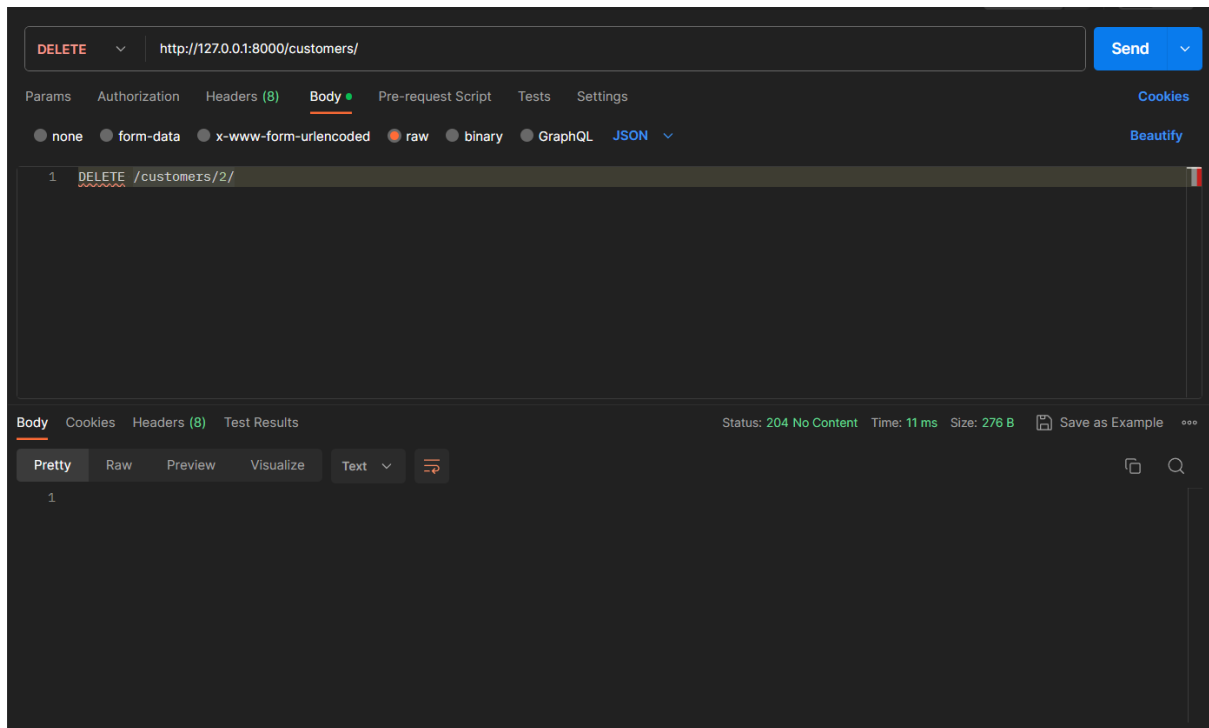 DELETE http://127.0.0.1:8000/customers/ Send
Params Authorization Headers (8) Body Pre-request Script Tests Settings Cookies
none form-data x-www-form-urlencoded raw binary GraphQL JSON Beautify
1 DELETE /customers/2/
Body Cookies Headers (8) Test Results Status: 204 No Content Time: 11 ms Size: 276 B Save as Example
Pretty Raw Preview Visualize Text
1